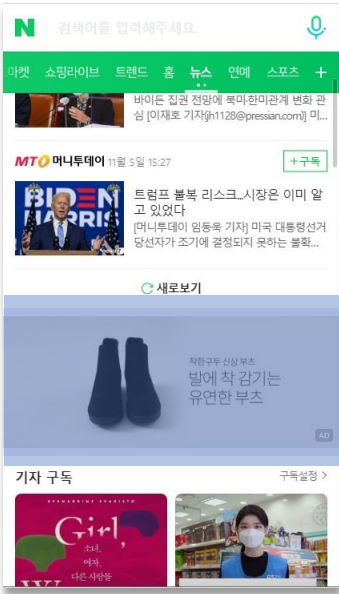 N 검색어를 입력해주세요.
마켓 쇼핑라이브 트렌드 홈 뉴스 연예 스포츠 +
바이든 집권 전망에 북미·한미관계 변화 관
심 [이재호 기자(jh1128@pressian.com)] 미...
MT 머니투데이 11월 5일 15:27 +구독
트럼프 불복 리스크...시장은 이미 알
고 있었다
[머니투데이 임동욱 기자] 미국 대통령선거
당선자가 조기에 결정되지 못하는 불확...
BIDEN
HARRIS
새로보기
착한구두 신상 부츠
발에 착 감기는
유연한 부츠
AD
기자 구독 구독설정 >
BERNARDINE EVARISTO
Girl,
소녀,
여자,
다른 사람들